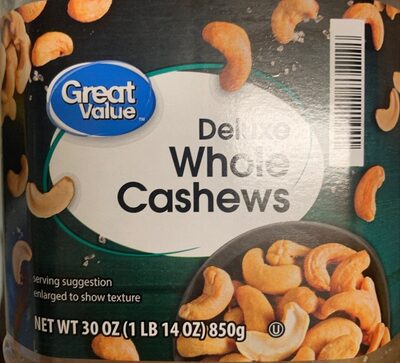 Great
Value™
Deluxe
Whole
Cashews
serving suggestion
enlarged to show texture
NET WT 30 OZ (1 LB 14 OZ) 850g Ⓤ